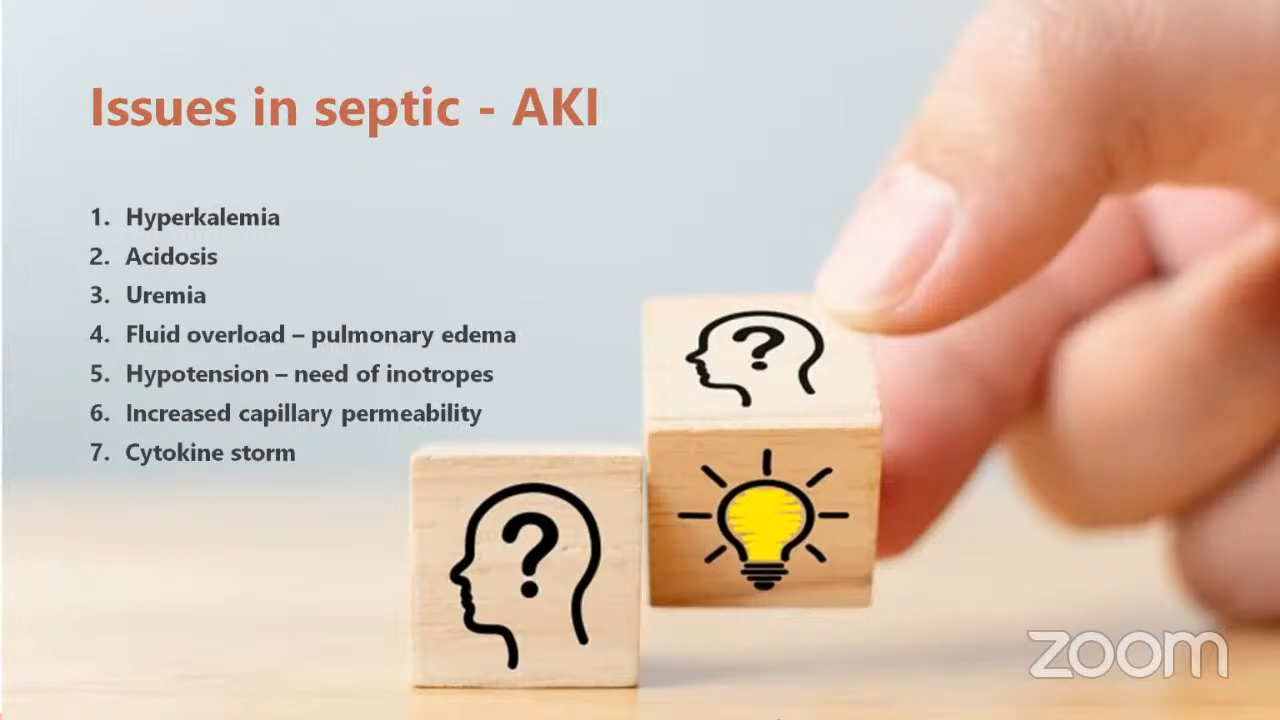 Issues in septic - AKI
1. Hyperkalemia
2. Acidosis
3. Uremia
4. Fluid overload – pulmonary edema
5. Hypotension – need of inotropes
6. Increased capillary permeability
7. Cytokine storm
?
?
zoom